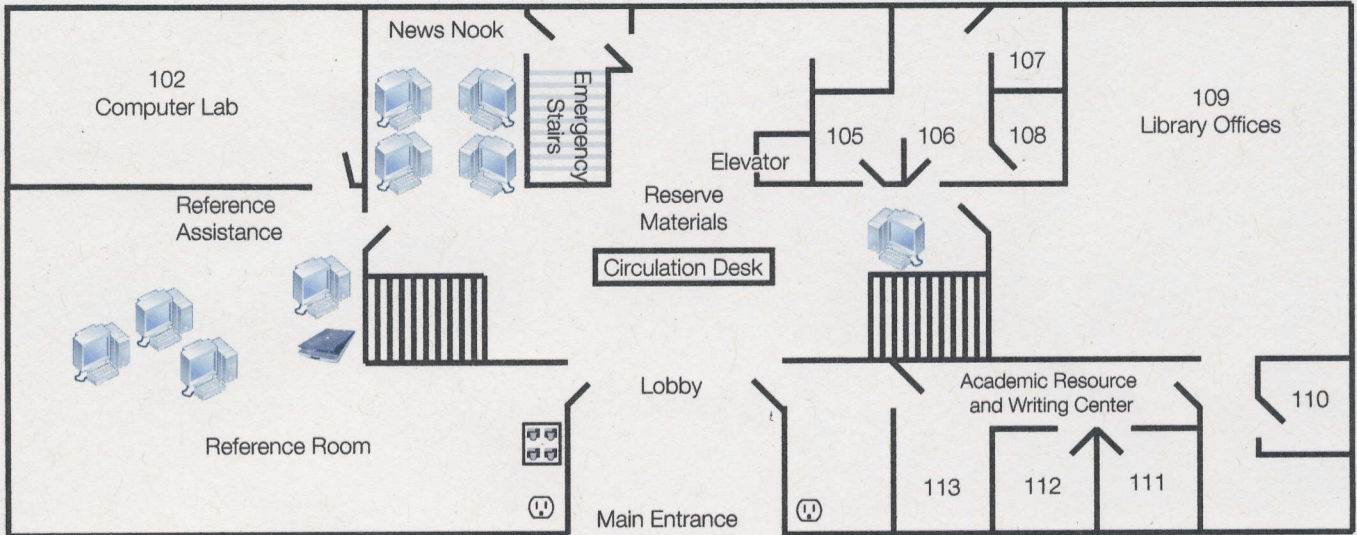 News Nook
102
Computer Lab
Emergency
Stairs
107
109
Library Offices
105
106
108
Elevator
Reference
Assistance
Reserve
Materials
Circulation Desk
Lobby
Academic Resource
and Writing Center
110
Reference Room
113
112
111
Main Entrance